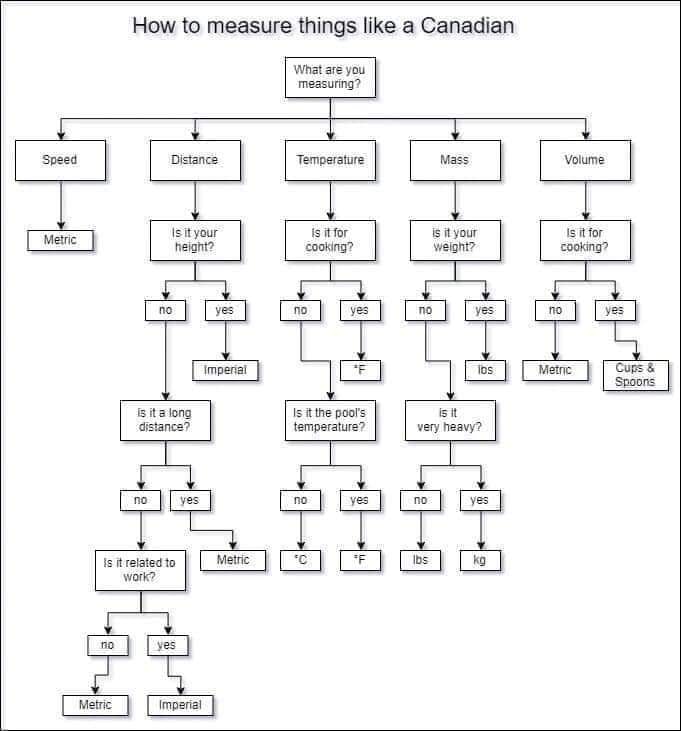 How to measure things like a Canadian
What are you
measuring?
Speed
Distance
Temperature
Mass
Volume
Metric
Is it your
height?
Is it for
cooking?
is it your
weight?
Is it for
cooking?
no
yes
no
yes
no
yes
no
yes
Imperial
°F
lbs
Metric
Cups &
Spoons
Is it a long
distance?
Is it the pool's
temperature?
is it
very heavy?
no
yes
no
yes
no
yes
Is it related to
work?
Metric
°C
°F
lbs
kg
no
yes
Metric
Imperial